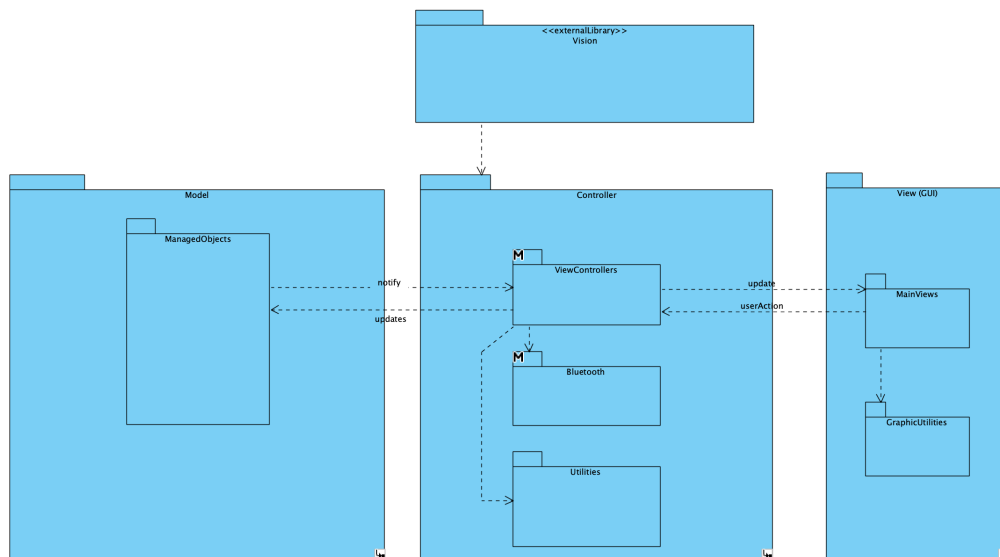 <<externalLibrary>>
Vision
Model
Controller
View (GUI)
ManagedObjects
M
ViewControllers
notify
update
MainViews
updates
userAction
M
Bluetooth
GraphicUtilities
Utilities